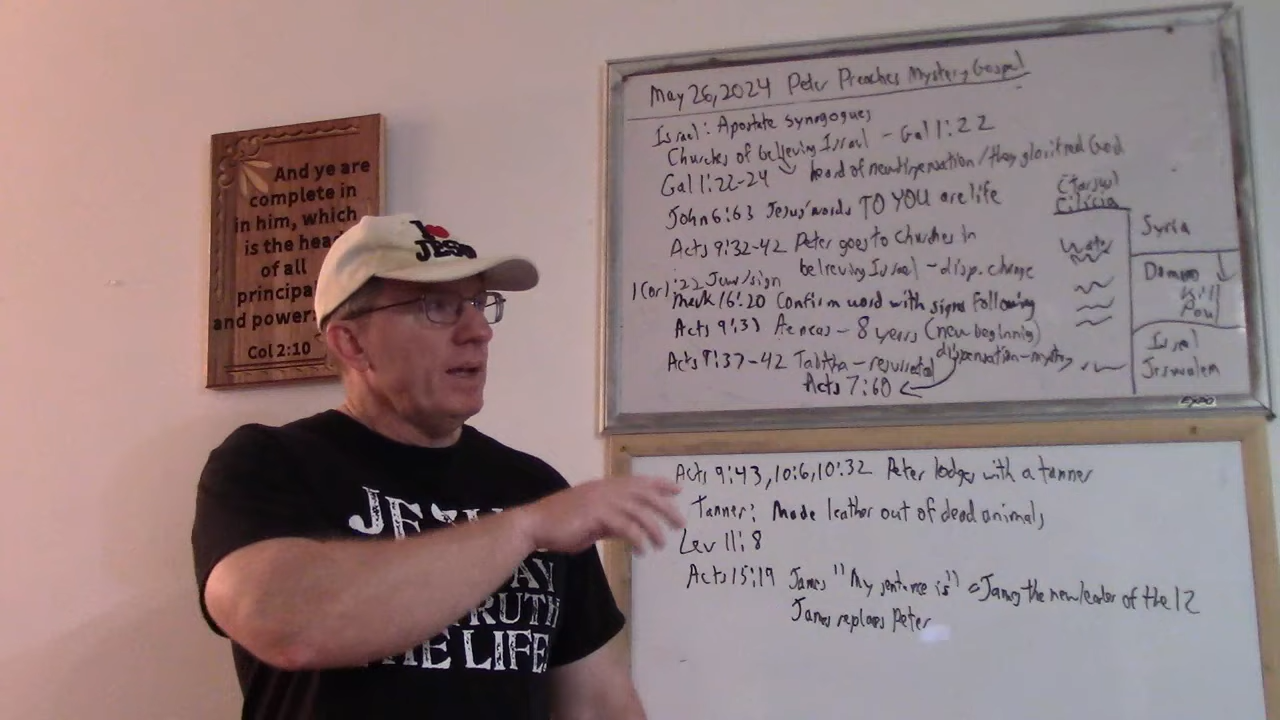 And ye are
complete in
in him, which
is the head
of all
principa
and power
Col 2:10
I ♥
JESUS
JESUS
WAY
TRUTH
THE LIFE
May 26, 2024 Peter Preaches Mystery Gospel
Israel: Apostate synagogues
Churches of believing Israel - Gal 1:22
Gal 1:22-24 heard of new dispensation/they glorified God
John 6:63 Jesus' words TO YOU are life
Acts 9:32-42 Peter goes to churches in
believing Israel - disp. change
1 Cor 1:22 Jews/sign
Mark 16:20 Confirm word with signs following
Acts 9:33 Aeneas - 8 years (new beginning)
Acts 9:37-42 Tabitha - resurrected dispensation-mystery
Acts 7:60
(Tarsus)
Cilicia
Water
Syria
Israel
Jerusalem
EXPO
Acts 9:43, 10:6, 10:32 Peter lodges with a tanner
Tanner: Made leather out of dead animals
Lev 11:8
Acts 15:19 James "My sentence is" James the new leader of the 12
James replaces Peter